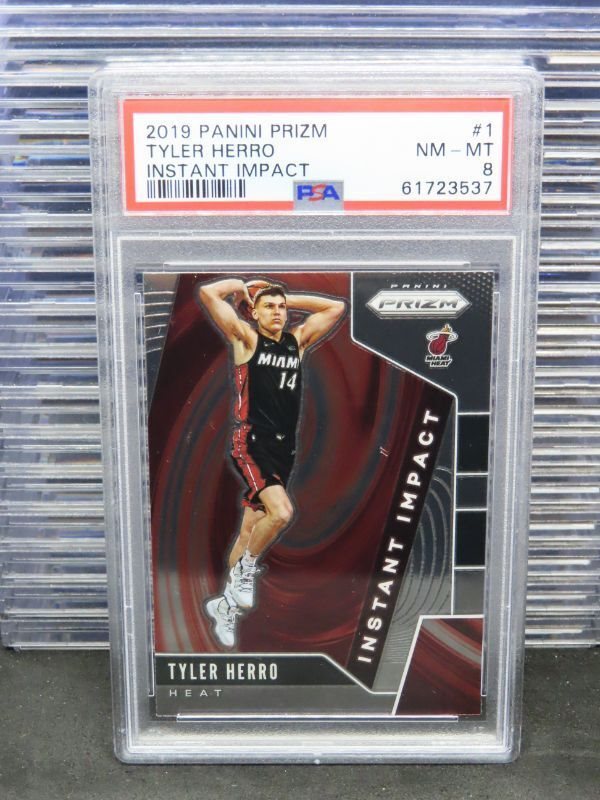 2019 PANINI PRIZM #1
TYLER HERRO NM - MT
INSTANT IMPACT 8
PSA 61723537
PANINI
PRIZM
MIAMI
HEAT
MIAMI
14
INSTANT IMPACT
TYLER HERRO
HEAT